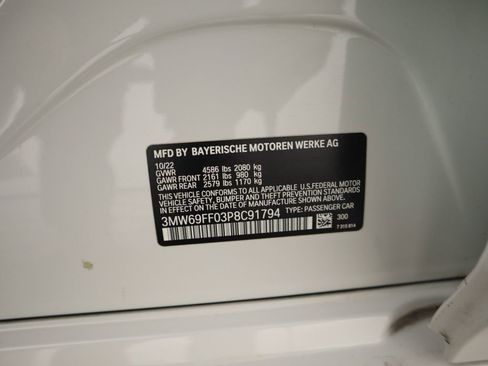 MFD BY BAYERISCHE MOTOREN WERKE AG
10/22
GVWR 4586 lbs 2080 kg
GAWR FRONT 2161 lbs 980 kg
GAWR REAR 2579 lbs 1170 kg
THIS VEHICLE CONFORMS TO ALL APPLICABLE U.S. FEDERAL MOTOR
VEHICLE SAFETY, BUMPER, AND THEFT PREVENTION STANDARDS IN
EFFECT ON THE DATE OF MANUFACTURE SHOWN ABOVE.
3MW69FF03P8C91794 TYPE: PASSENGER CAR
300